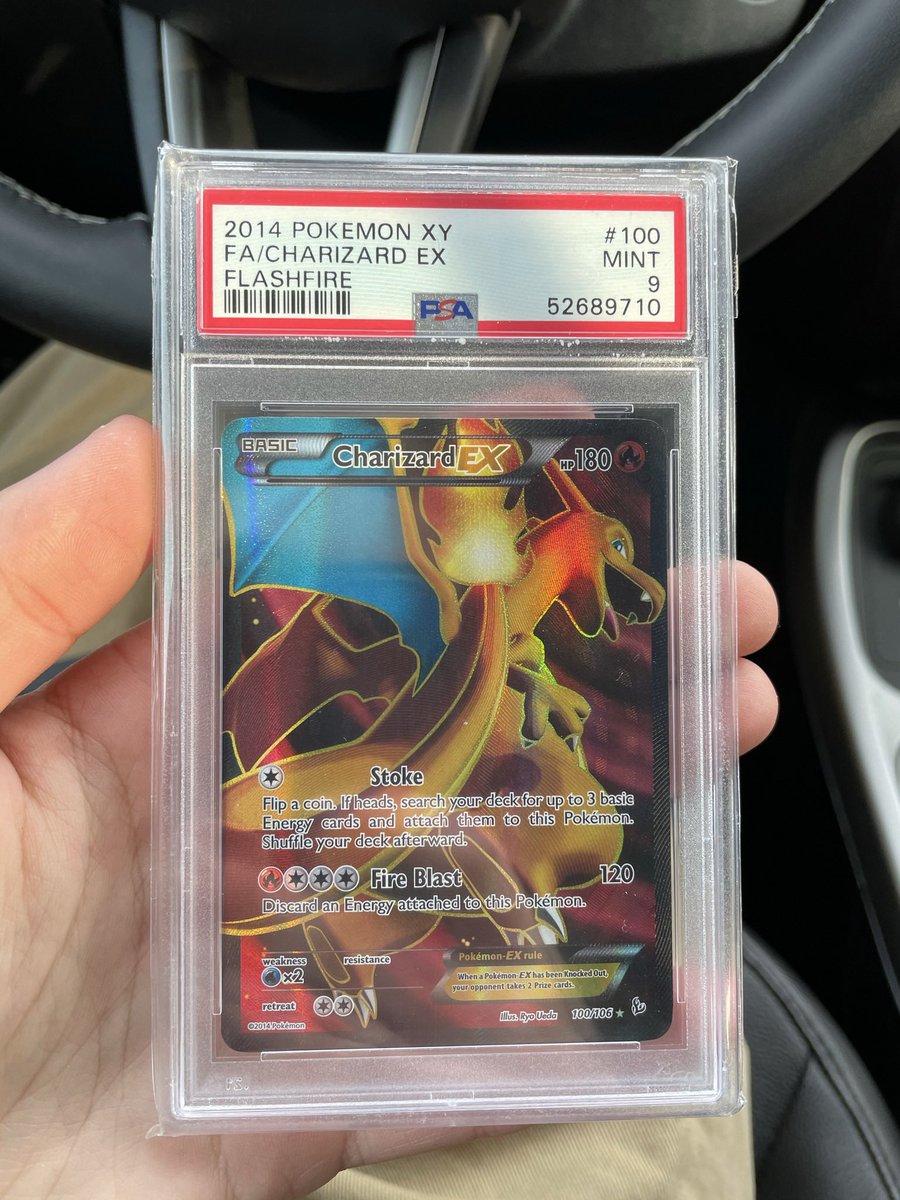 2014 POKEMON XY #100
FA/CHARIZARD EX MINT
FLASHFIRE 9
PSA 52689710
BASIC Charizard EX HP180
Stoke
Flip a coin. If heads, search your deck for up to 3 basic
Energy cards and attach them to this Pokémon.
Shuffle your deck afterward.
Fire Blast 120
Discard an Energy attached to this Pokémon.
weakness resistance
×2
retreat
Pokémon-EX rule
When a Pokémon-EX has been Knocked Out,
your opponent takes 2 Prize cards.
©2014 Pokémon Illus. Ryo Ueda 100/106 ★